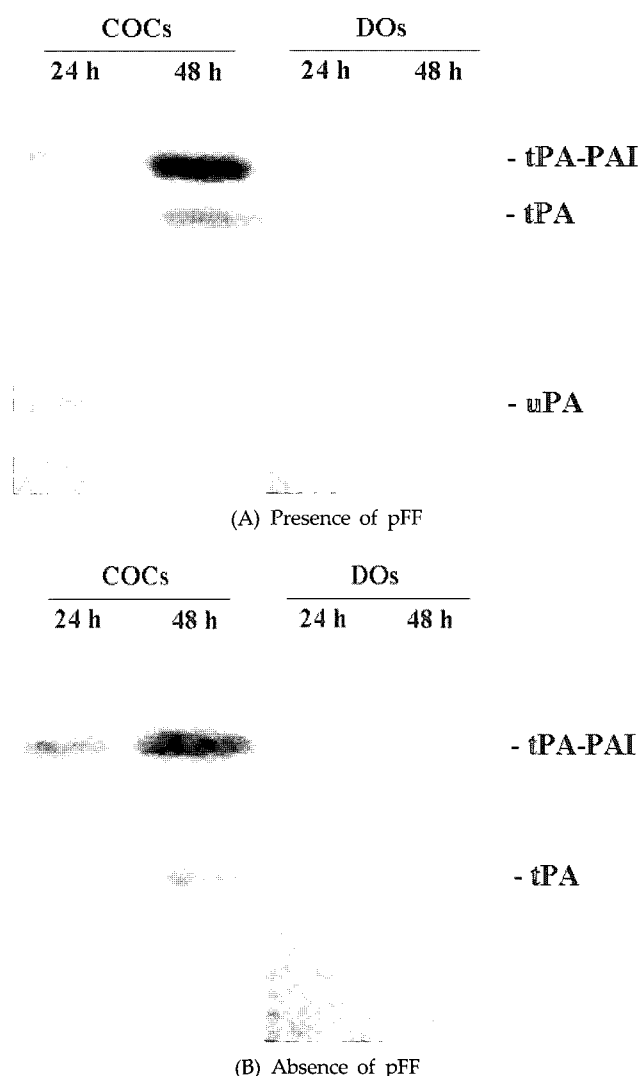 COCs DOs
24 h 48 h 24 h 48 h
- tPA-PAI
- tPA
- uPA
(A) Presence of pFF
COCs DOs
24 h 48 h 24 h 48 h
- tPA-PAI
- tPA
(B) Absence of pFF